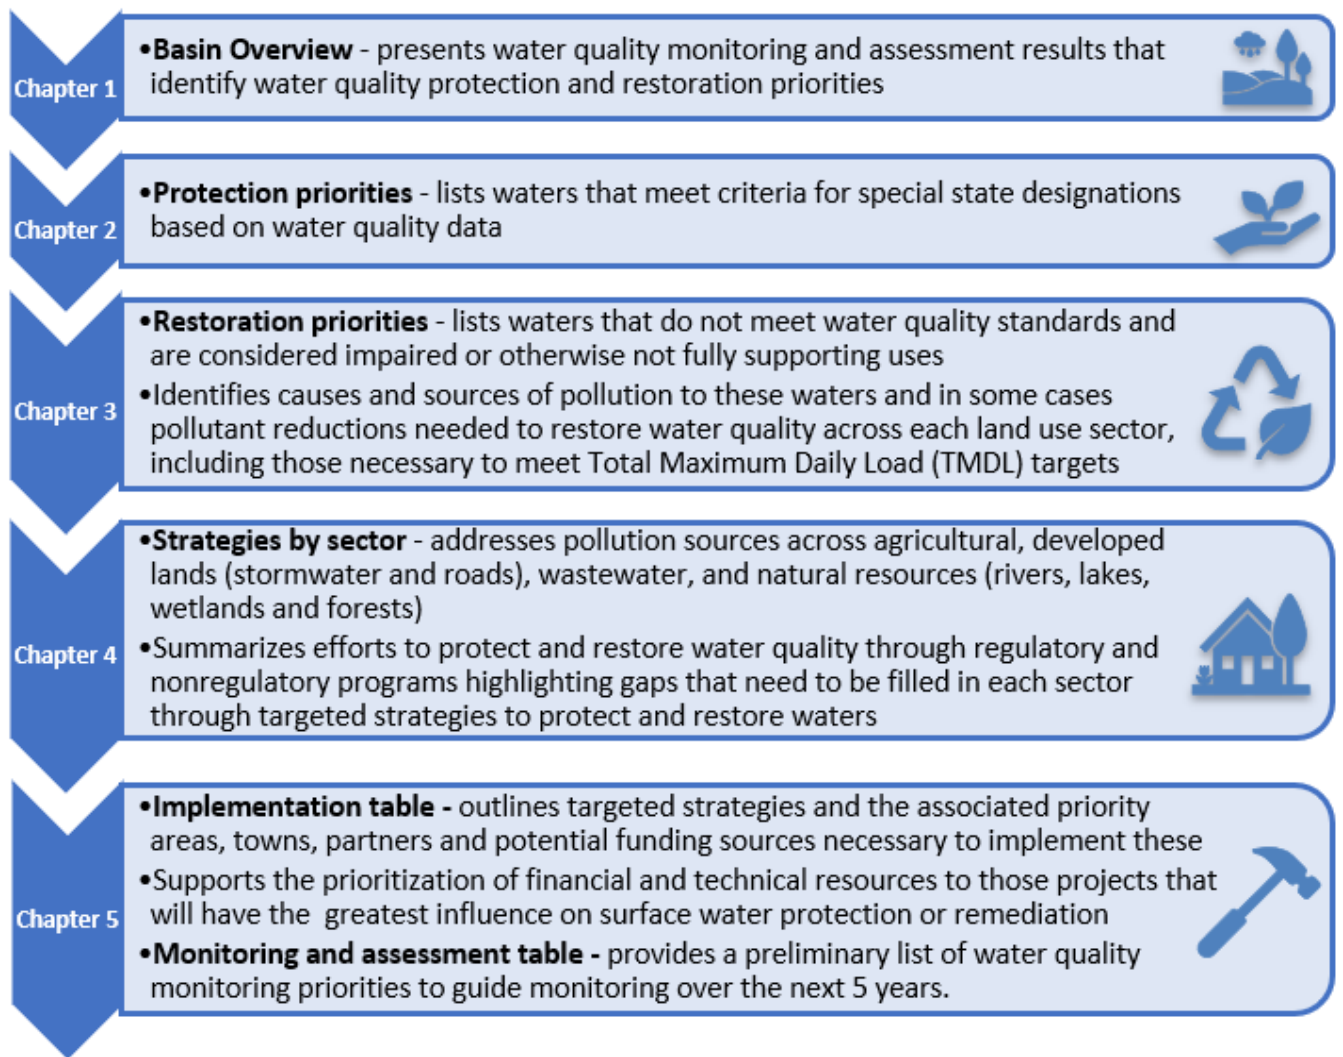 Chapter 1
•Basin Overview - presents water quality monitoring and assessment results that
identify water quality protection and restoration priorities
Chapter 2
•Protection priorities - lists waters that meet criteria for special state designations
based on water quality data
Chapter 3
•Restoration priorities - lists waters that do not meet water quality standards and
are considered impaired or otherwise not fully supporting uses
•Identifies causes and sources of pollution to these waters and in some cases
pollutant reductions needed to restore water quality across each land use sector,
including those necessary to meet Total Maximum Daily Load (TMDL) targets
Chapter 4
•Strategies by sector - addresses pollution sources across agricultural, developed
lands (stormwater and roads), wastewater, and natural resources (rivers, lakes,
wetlands and forests)
•Summarizes efforts to protect and restore water quality through regulatory and
nonregulatory programs highlighting gaps that need to be filled in each sector
through targeted strategies to protect and restore waters
Chapter 5
•Implementation table - outlines targeted strategies and the associated priority
areas, towns, partners and potential funding sources necessary to implement these
•Supports the prioritization of financial and technical resources to those projects that
will have the  greatest influence on surface water protection or remediation
•Monitoring and assessment table - provides a preliminary list of water quality
monitoring priorities to guide monitoring over the next 5 years.